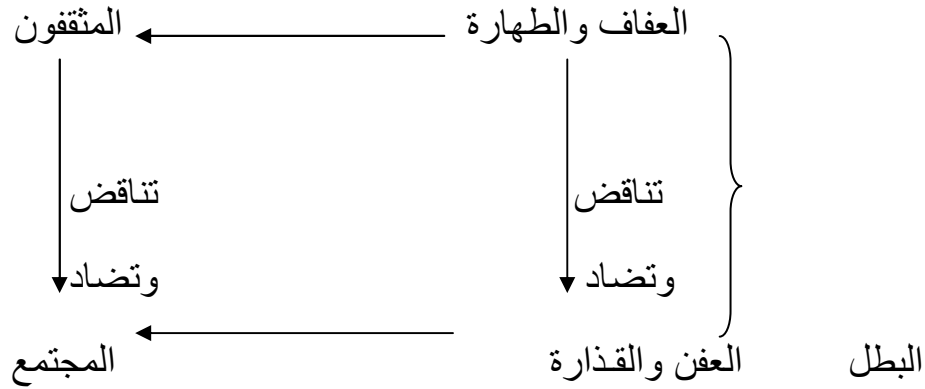 العفاف والطهارة المثقفون
تناقض تناقض
وتضاد وتضاد
البطل العفن والقذارة المجتمع